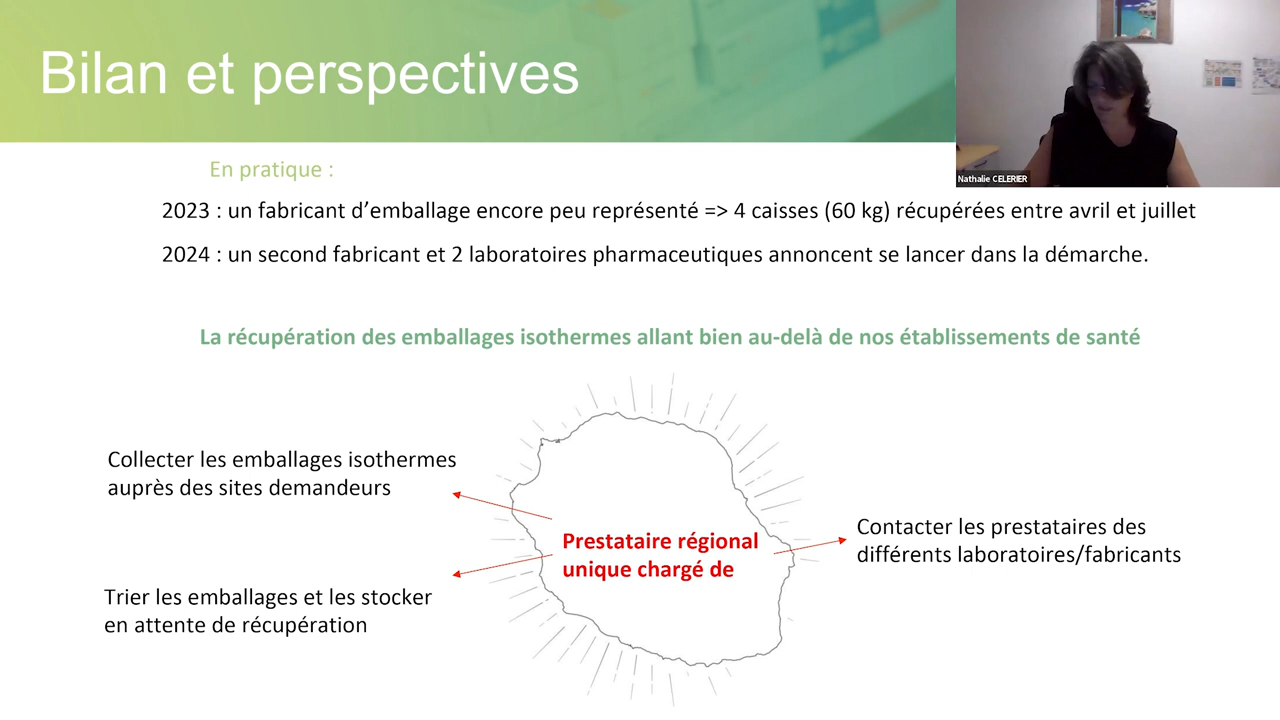 Bilan et perspectives
Nathalie CELERIER
En pratique :
2023 : un fabricant d’emballage encore peu représenté => 4 caisses (60 kg) récupérées entre avril et juillet
2024 : un second fabricant et 2 laboratoires pharmaceutiques annoncent se lancer dans la démarche.
La récupération des emballages isothermes allant bien au-delà de nos établissements de santé
Collecter les emballages isothermes
auprès des sites demandeurs
Prestataire régional
unique chargé de
Contacter les prestataires des
différents laboratoires/fabricants
Trier les emballages et les stocker
en attente de récupération